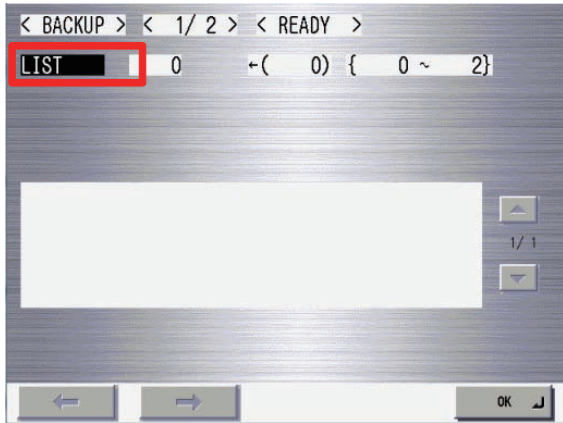 < BACKUP > < 1/ 2 > < READY >
LIST 0 ←( 0) { 0 ~ 2}
1/ 1
OK